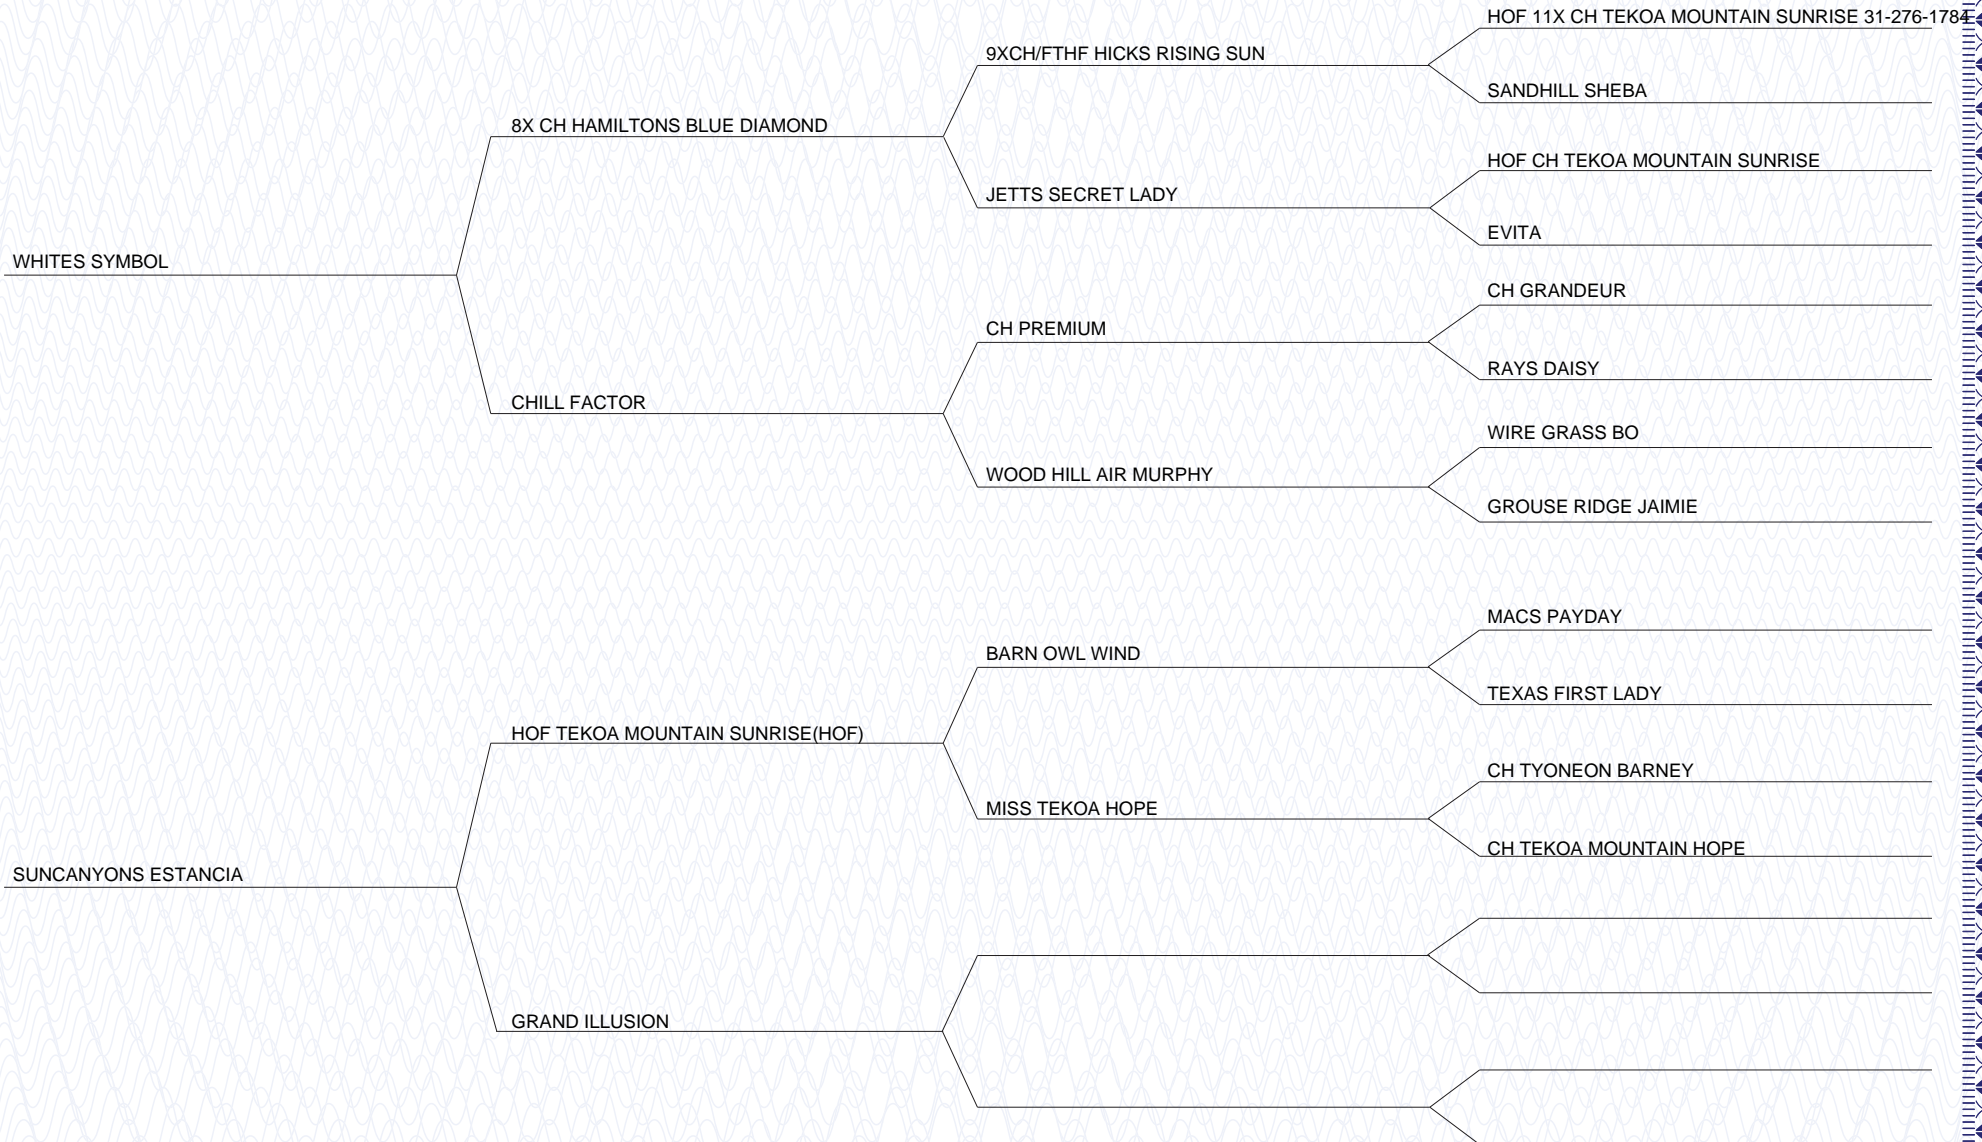 HOF 11X CH TEKOA MOUNTAIN SUNRISE 31-276-1784
9XCH/FTHF HICKS RISING SUN
SANDHILL SHEBA
8X CH HAMILTONS BLUE DIAMOND
HOF CH TEKOA MOUNTAIN SUNRISE
JETTS SECRET LADY
EVITA
WHITES SYMBOL
CH GRANDEUR
CH PREMIUM
RAYS DAISY
CHILL FACTOR
WIRE GRASS BO
WOOD HILL AIR MURPHY
GROUSE RIDGE JAIMIE
MACS PAYDAY
BARN OWL WIND
TEXAS FIRST LADY
HOF TEKOA MOUNTAIN SUNRISE(HOF)
CH TYONEON BARNEY
MISS TEKOA HOPE
CH TEKOA MOUNTAIN HOPE
SUNCANYONS ESTANCIA
GRAND ILLUSION